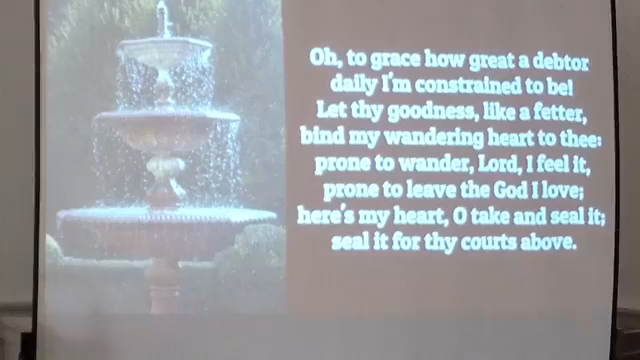 Oh, to grace how great a debtor
daily I'm constrained to be!
Let thy goodness, like a fetter,
bind my wandering heart to thee:
prone to wander, Lord, I feel it,
prone to leave the God I love;
here's my heart, O take and seal it;
seal it for thy courts above.